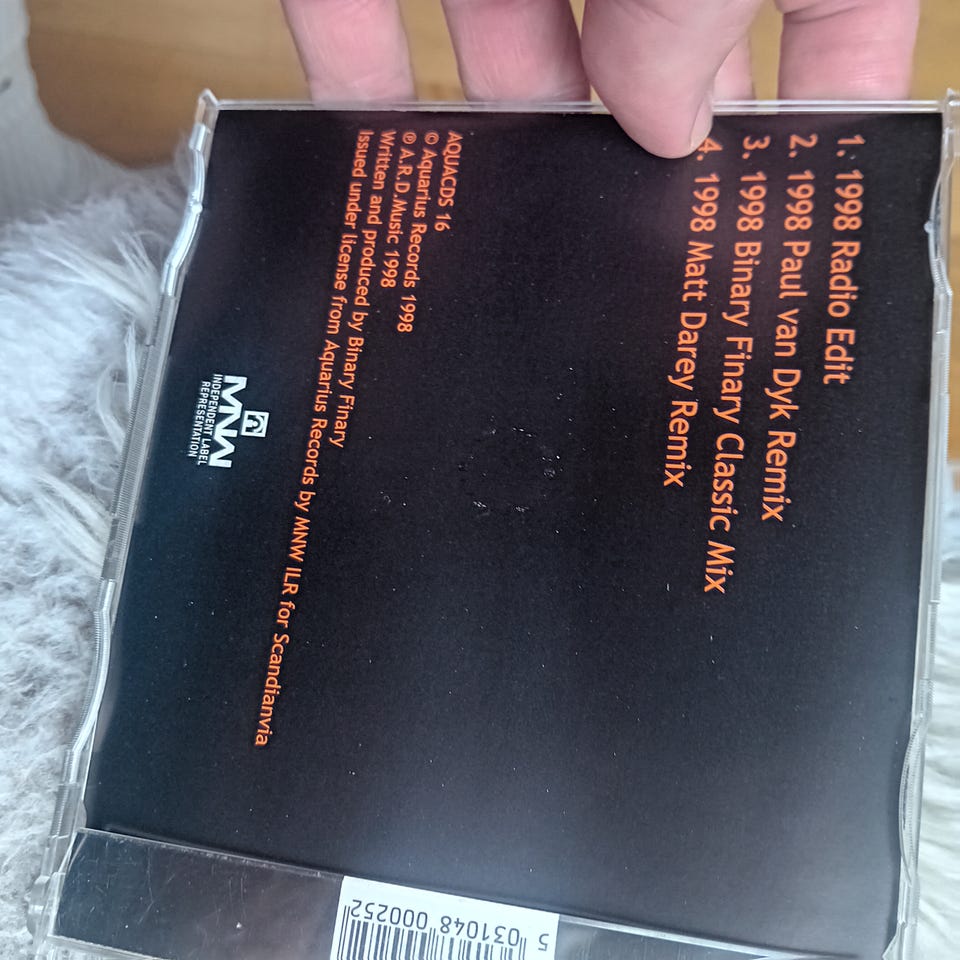 1. 1998 Radio Edit
2. 1998 Paul van Dyk Remix
3. 1998 Binary Finary Classic Mix
4. 1998 Matt Darey Remix
AQUACDS 16
© Aquarius Records 1998
℗ A.R.D.Music 1998
Written and produced by Binary Finary
Issued under license from Aquarius Records by MNW ILR for Scandianvia
MNW
INDEPENDENT LABEL
REPRESENTATION
5 031048 000252